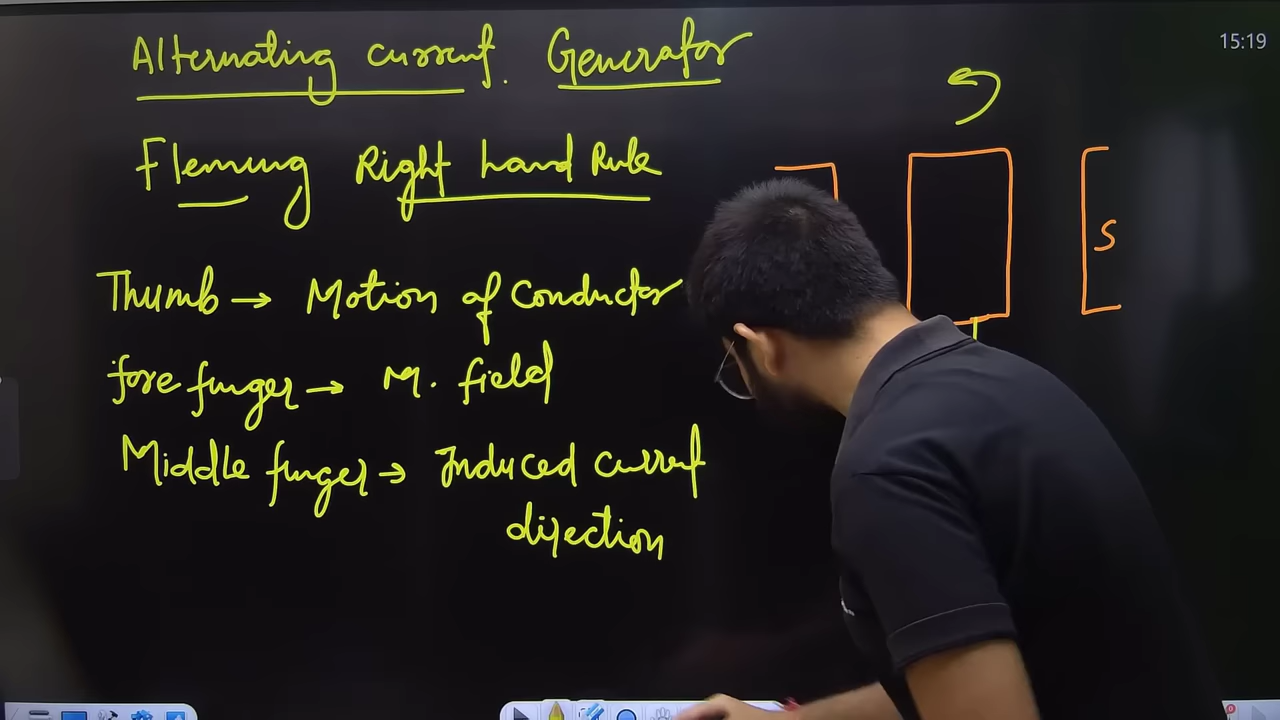 15:19
Alternating current. Generator
Fleming Right hand Rule
Thumb → Motion of Conductor
fore finger → M. field
Middle finger → Induced current
direction
S